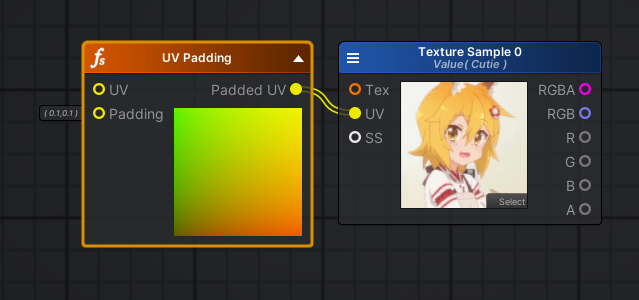 fs UV Padding
UV Padded UV
( 0.1,0.1 ) Padding
Texture Sample 0
Value( Cutie )
Tex RGBA
UV RGB
SS R
G
B
Select A